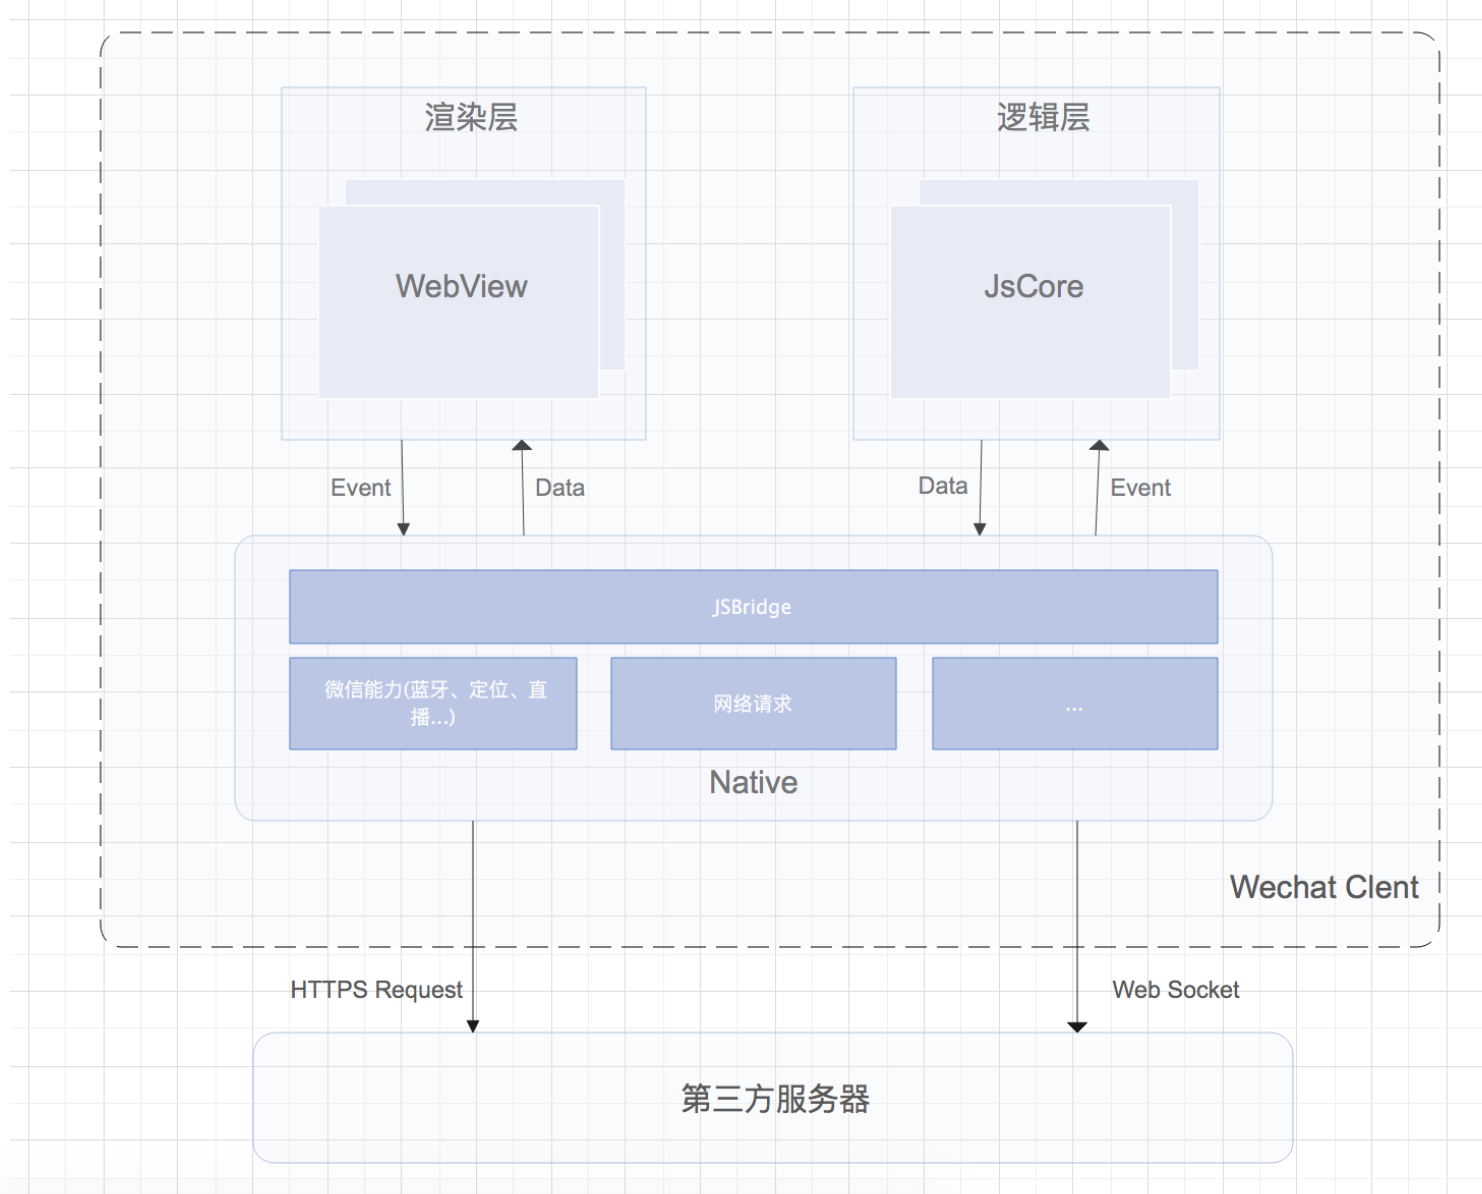 渲染层
逻辑层
WebView
JsCore
Event
Data
Data
Event
JSBridge
微信能力(蓝牙、定位、直
播...)
网络请求
...
Native
Wechat Clent
HTTPS Request
Web Socket
第三方服务器